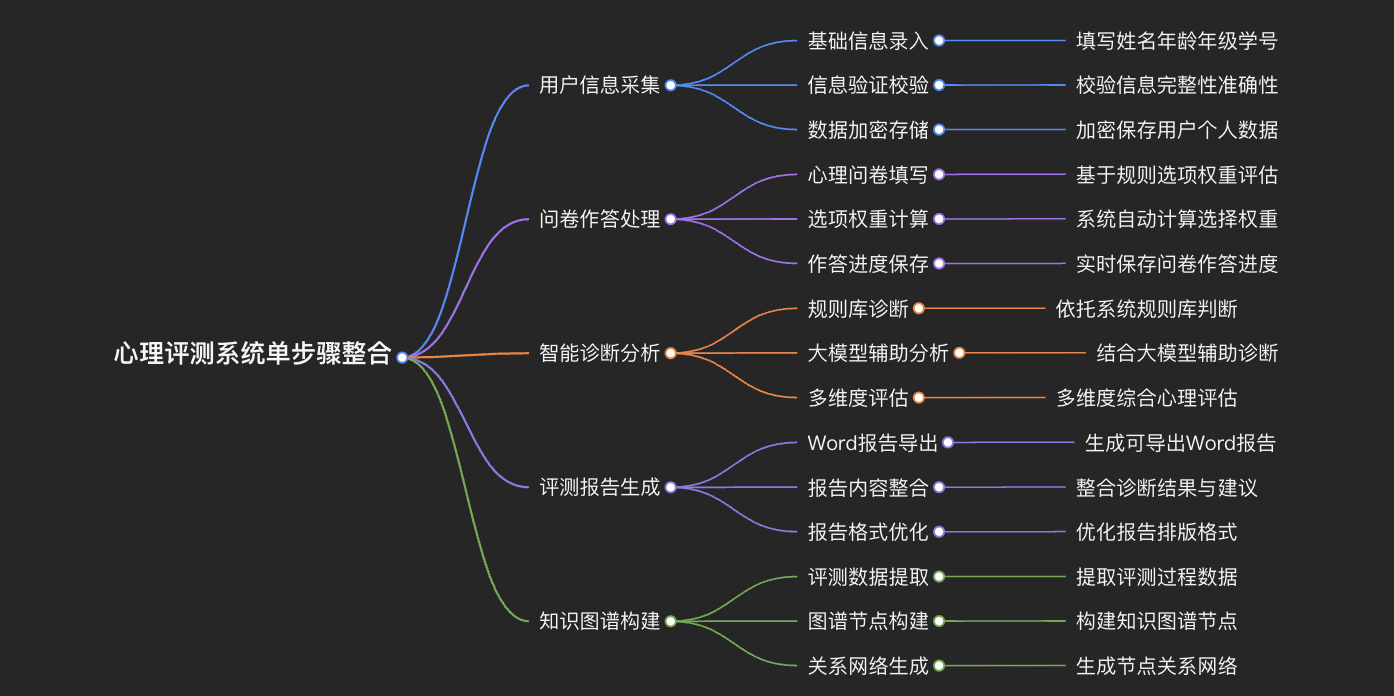 心理评测系统单步骤整合
用户信息采集
基础信息录入
填写姓名年龄年级学号
信息验证校验
校验信息完整性准确性
数据加密存储
加密保存用户个人数据
问卷作答处理
心理问卷填写
基于规则选项权重评估
选项权重计算
系统自动计算选择权重
作答进度保存
实时保存问卷作答进度
智能诊断分析
规则库诊断
依托系统规则库判断
大模型辅助分析
结合大模型辅助诊断
多维度评估
多维度综合心理评估
评测报告生成
Word报告导出
生成可导出Word报告
报告内容整合
整合诊断结果与建议
报告格式优化
优化报告排版格式
知识图谱构建
评测数据提取
提取评测过程数据
图谱节点构建
构建知识图谱节点
关系网络生成
生成节点关系网络